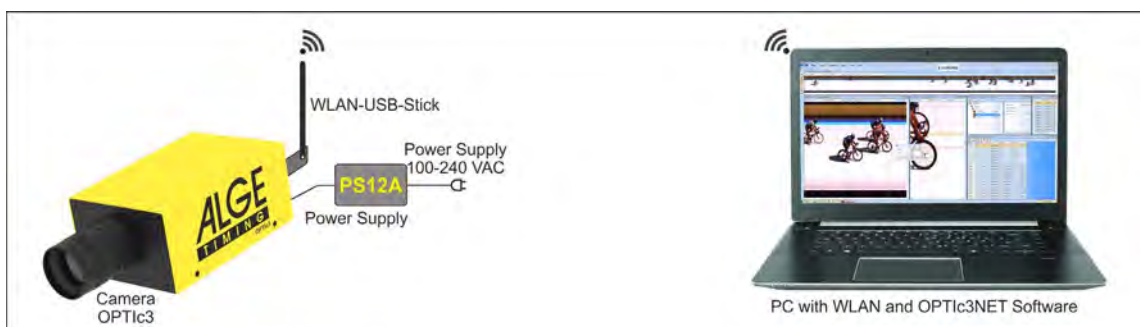 WLAN-USB-Stick
Power Supply
100-240 VAC
PS12A
Power Supply
ALGE
TIMING
OPTIc3
Camera
OPTIc3
PC with WLAN and OPTIc3NET Software